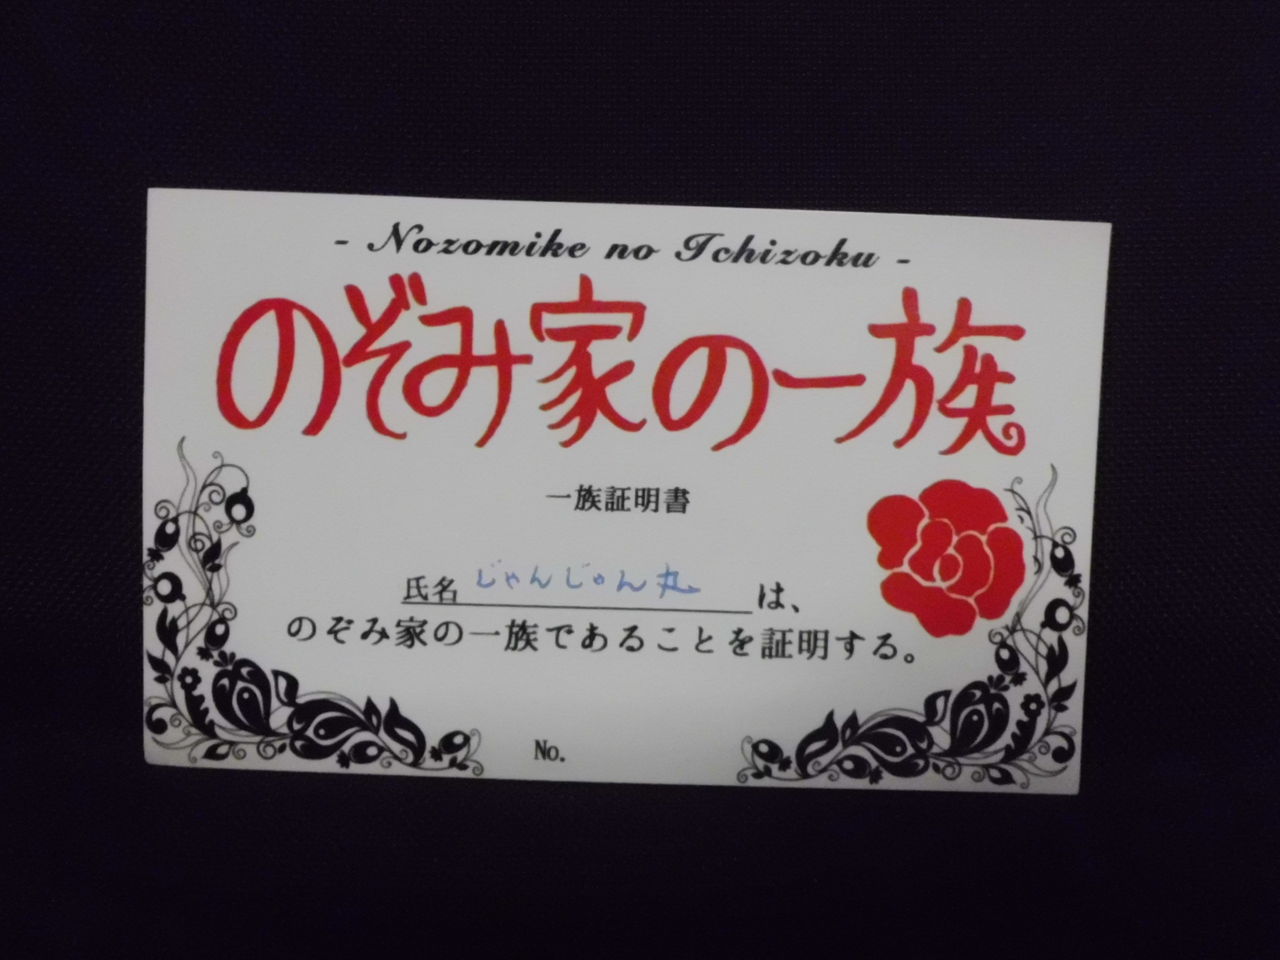 - Nozomike no Ichizoku -
のぞみ家の一族
一族証明書
氏名 じゃんじゅん丸 は、
のぞみ家の一族であることを証明する。
No.